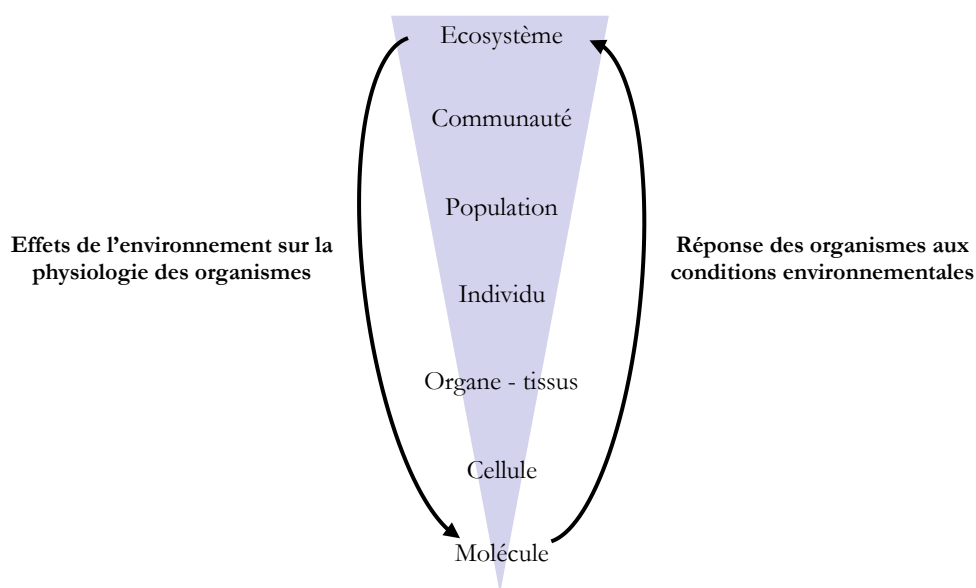 Ecosystème
Communauté
Population
Effets de l’environnement sur la
physiologie des organismes
Réponse des organismes aux
conditions environnementales
Individu
Organe - tissus
Cellule
Molécule